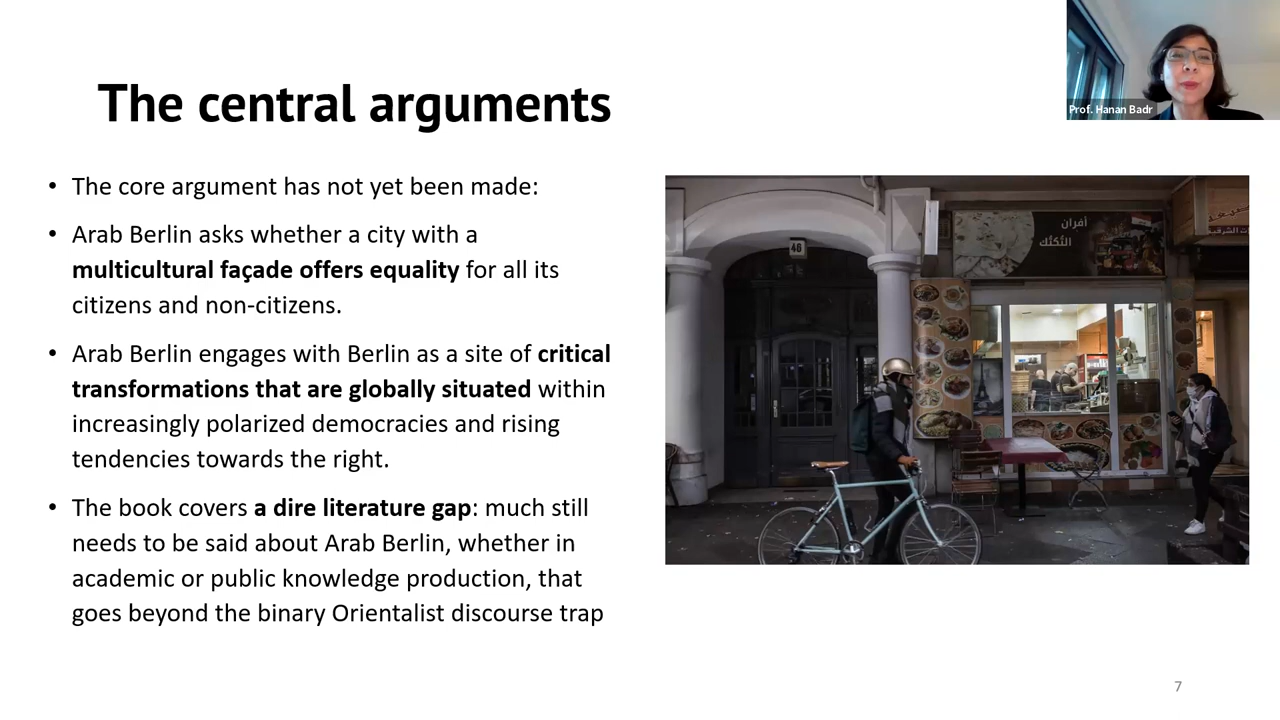 The central arguments
Prof. Hanan Badr
• The core argument has not yet been made:
• Arab Berlin asks whether a city with a
multicultural façade offers equality for all its
citizens and non-citizens.
• Arab Berlin engages with Berlin as a site of critical
transformations that are globally situated within
increasingly polarized democracies and rising
tendencies towards the right.
• The book covers a dire literature gap: much still
needs to be said about Arab Berlin, whether in
academic or public knowledge production, that
goes beyond the binary Orientalist discourse trap
46
أفران
التُكتُك
7